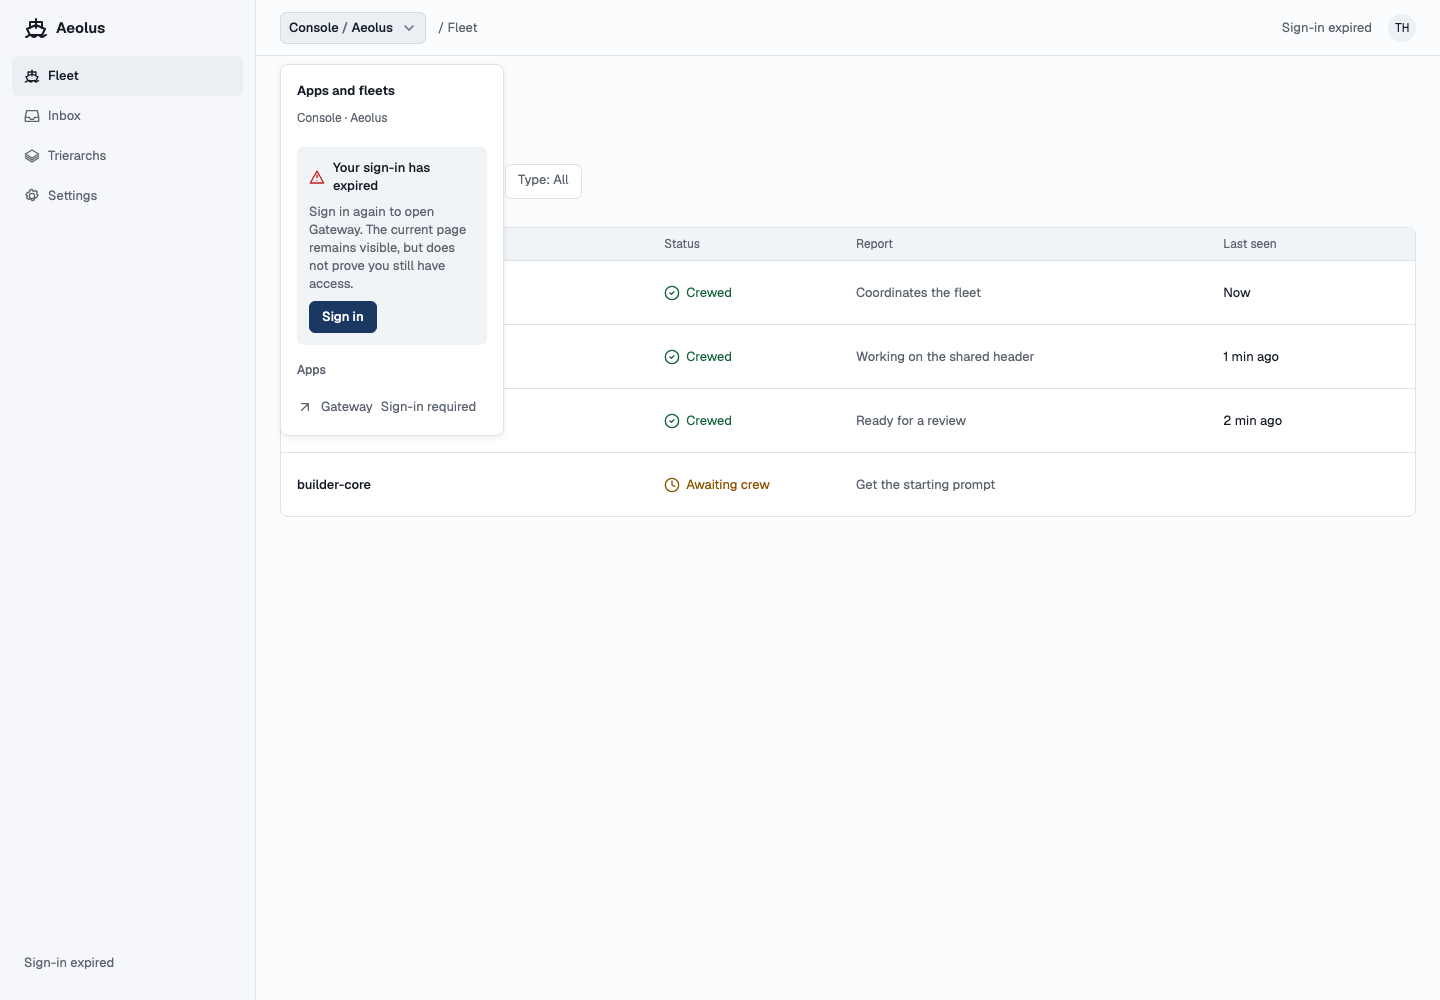 Aeolus
Fleet
Inbox
Trierarchs
Settings
Sign-in expired
Console / Aeolus
/ Fleet
Sign-in expired
TH
Apps and fleets
Console · Aeolus
Your sign-in has
expired
Sign in again to open
Gateway. The current page
remains visible, but does
not prove you still have
access.
Sign in
Apps
Gateway Sign-in required
Type: All
Status Report Last seen
Crewed Coordinates the fleet Now
Crewed Working on the shared header 1 min ago
Crewed Ready for a review 2 min ago
builder-core Awaiting crew Get the starting prompt